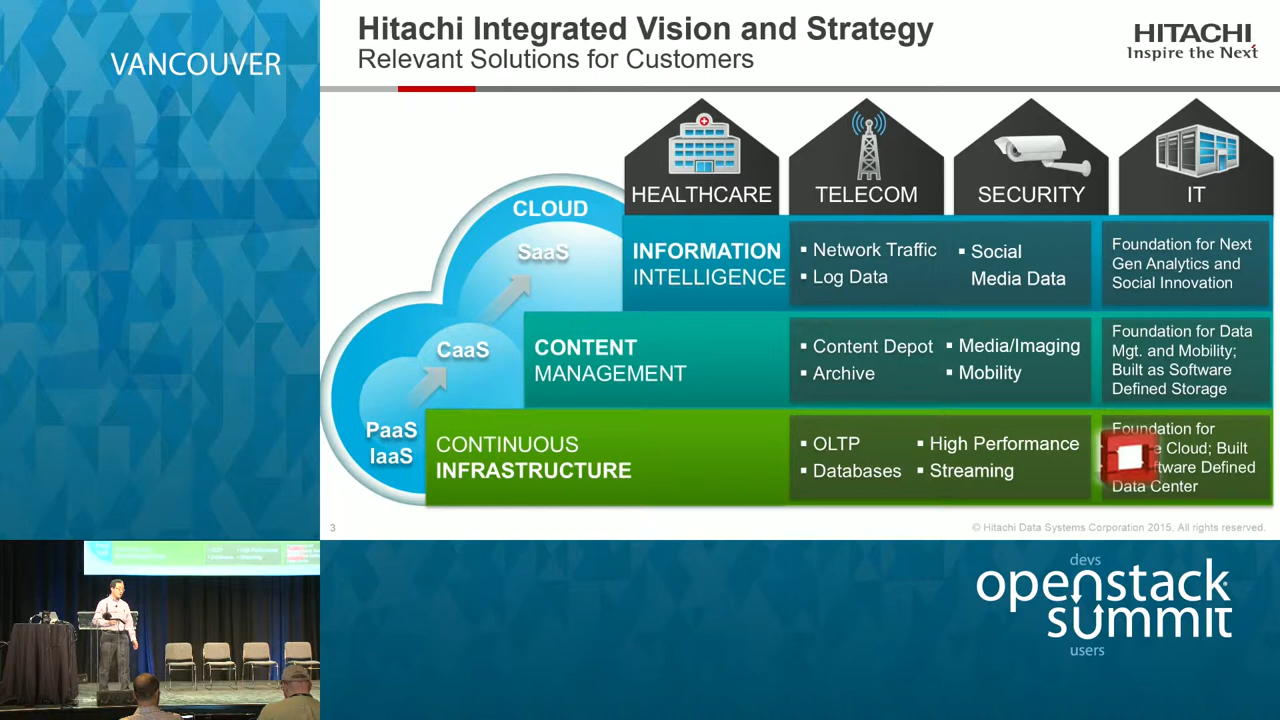 VANCOUVER
Hitachi Integrated Vision and Strategy
Relevant Solutions for Customers
HITACHI
Inspire the Next
HEALTHCARE
TELECOM
SECURITY
IT
CLOUD
SaaS
CaaS
PaaS
IaaS
INFORMATION
INTELLIGENCE
▪ Network Traffic
▪ Log Data
▪ Social
Media Data
Foundation for Next
Gen Analytics and
Social Innovation
CONTENT
MANAGEMENT
▪ Content Depot
▪ Archive
▪ Media/Imaging
▪ Mobility
Foundation for Data
Mgt. and Mobility;
Built as Software
Defined Storage
CONTINUOUS
INFRASTRUCTURE
▪ OLTP
▪ Databases
▪ High Performance
▪ Streaming
Foundation for
Cloud; Built
Defined
Data Center
3
© Hitachi Data Systems Corporation 2015. All rights reserved.
devs
openstack
summit
users